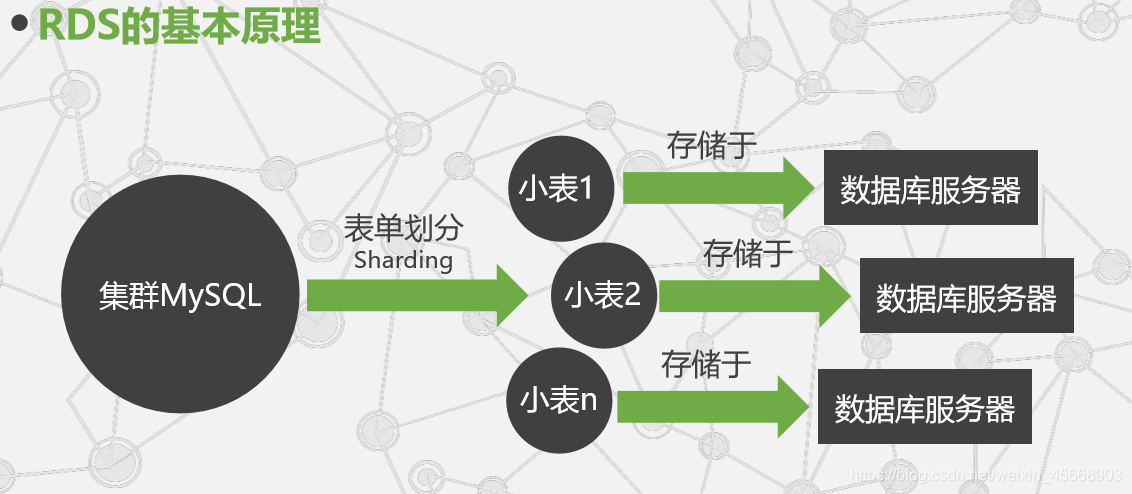 • RDS的基本原理
集群MySQL
表单划分
Sharding
小表1
存储于
数据库服务器
小表2
存储于
数据库服务器
小表n
存储于
数据库服务器
https://blog.csdn.net/weixin_45668903